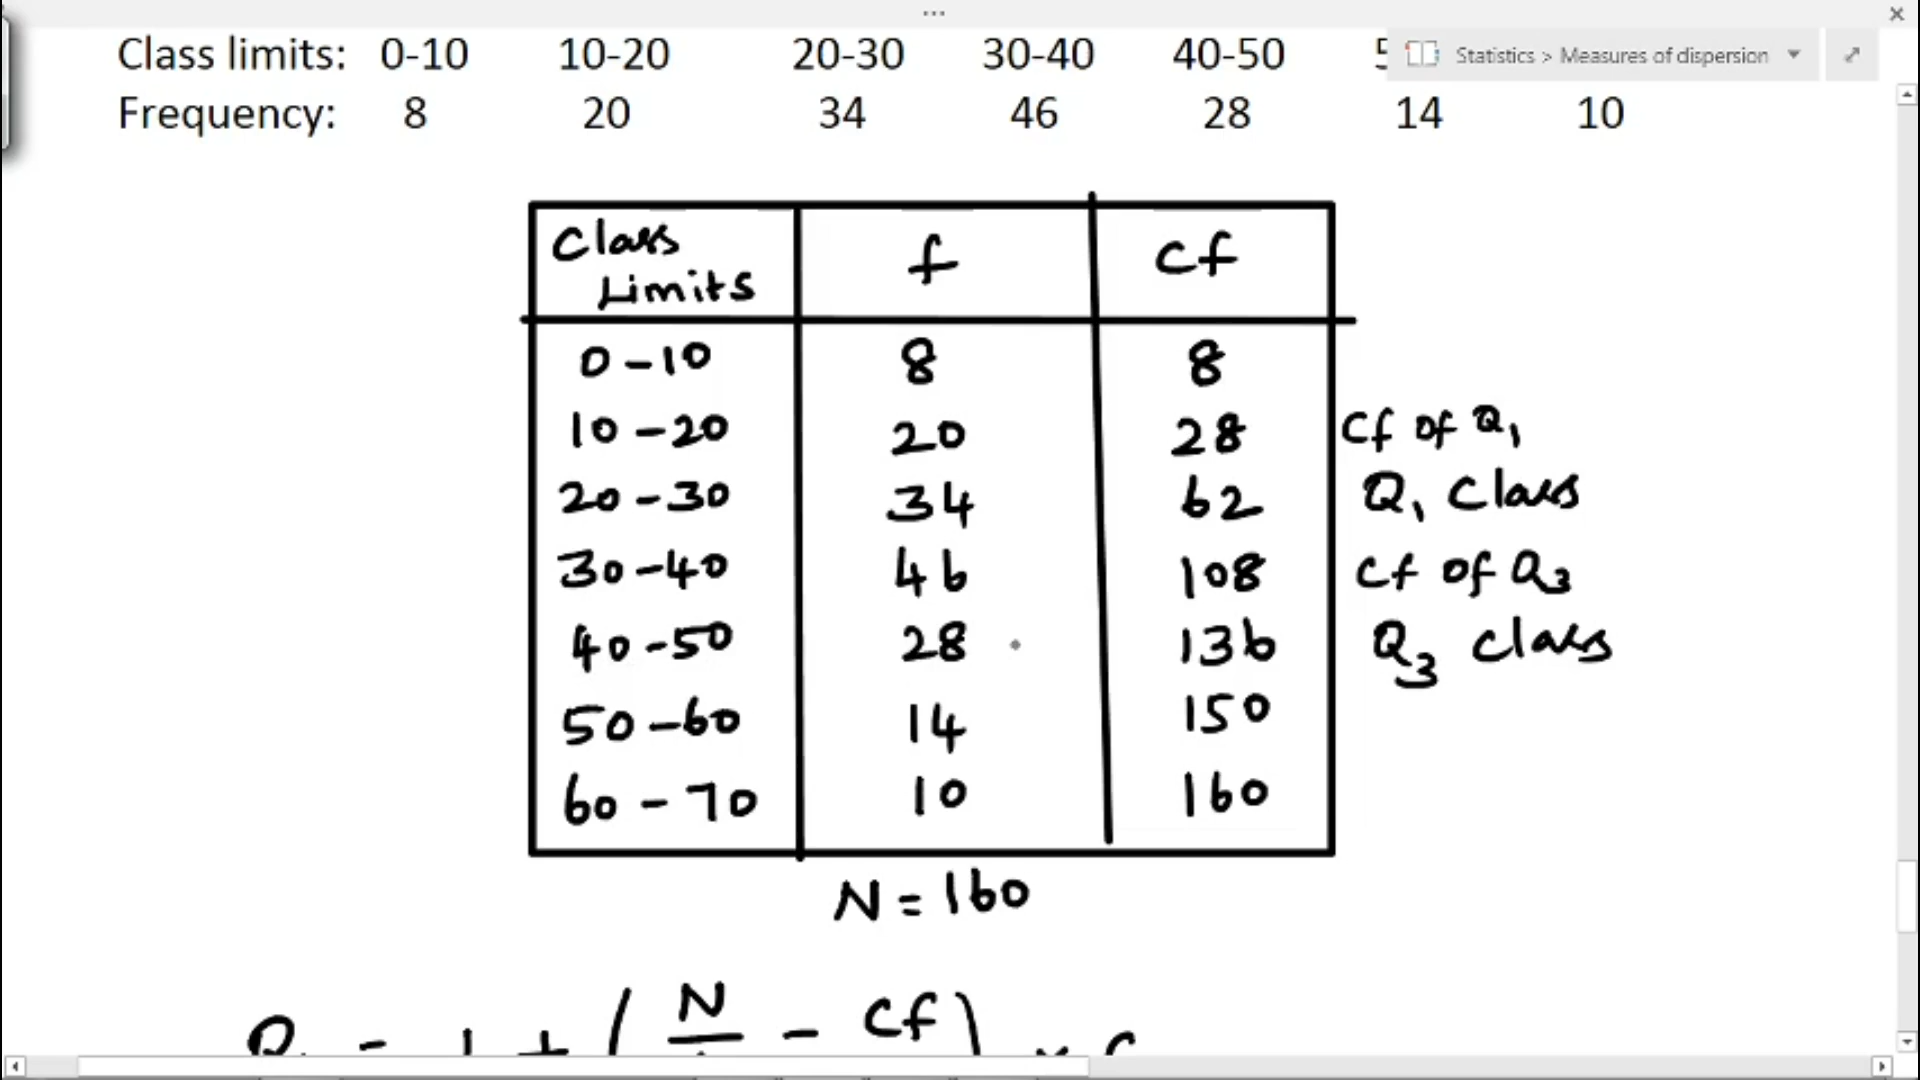 Class limits: 0-10 10-20 20-30 30-40 40-50
Statistics > Measures of dispersion
Frequency: 8 20 34 46 28 14 10
Class Limits f Cf
0-10 8 8
10-20 20 28 Cf of Q₁
20-30 34 62 Q₁ Class
30-40 46 108 Cf of Q₃
40-50 28 136 Q₃ class
50-60 14 150
60-70 10 160
N = 160
N - Cf